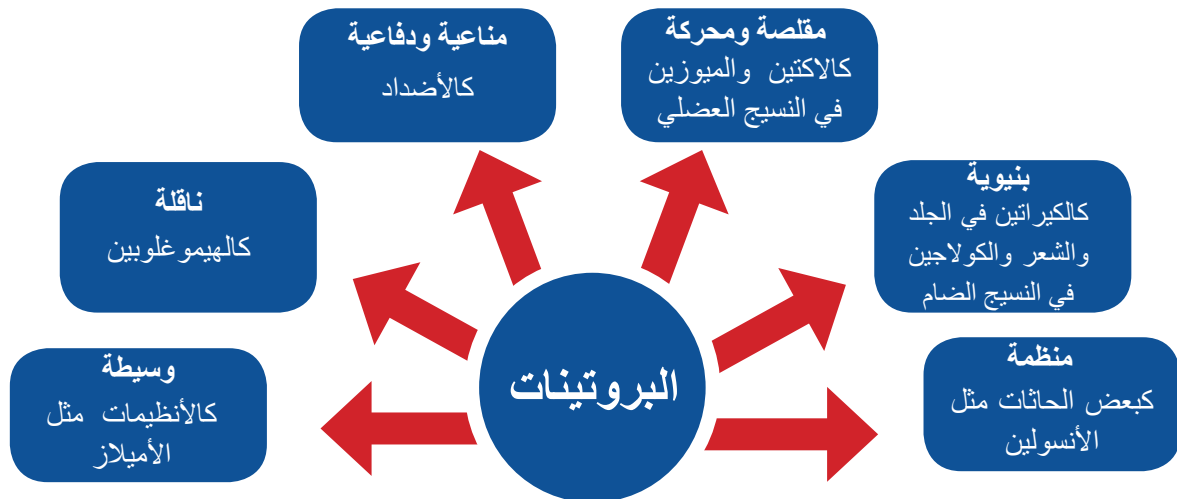 مقلصة ومحركة
كالاكتين والميوزين
في النسيج العضلي
مناعية ودفاعية
كالأضداد
بنيوية
كالكيراتين في الجلد
والشعر والكولاجين
في النسيج الضام
ناقلة
كالهيموغلوبين
منظمة
كبعض الحاثات مثل
الأنسولين
وسيطة
كالأنظيمات مثل
الأميلاز
البروتينات